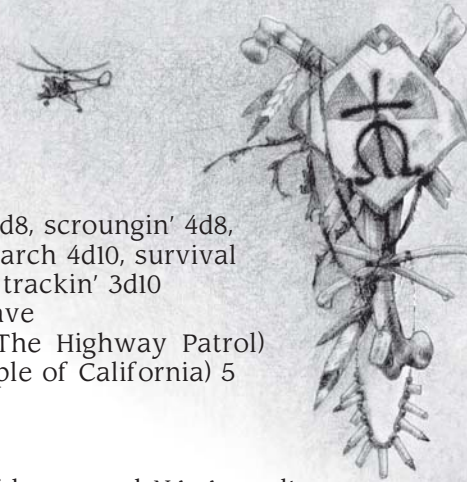 d8, scroungin' 4d8,
arch 4d10, survival
trackin' 3d10
ave
The Highway Patrol)
ple of California) 5